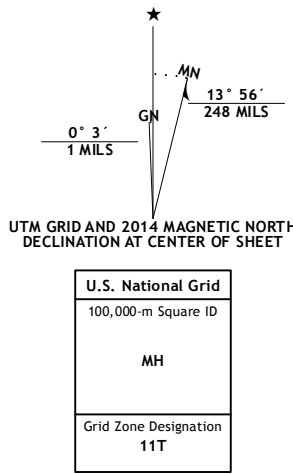 ★
MN
GN
0° 3´
1 MILS
13° 56´
248 MILS
UTM GRID AND 2014 MAGNETIC NORTH
DECLINATION AT CENTER OF SHEET
U.S. National Grid
100,000-m Square ID
MH
Grid Zone Designation
11T